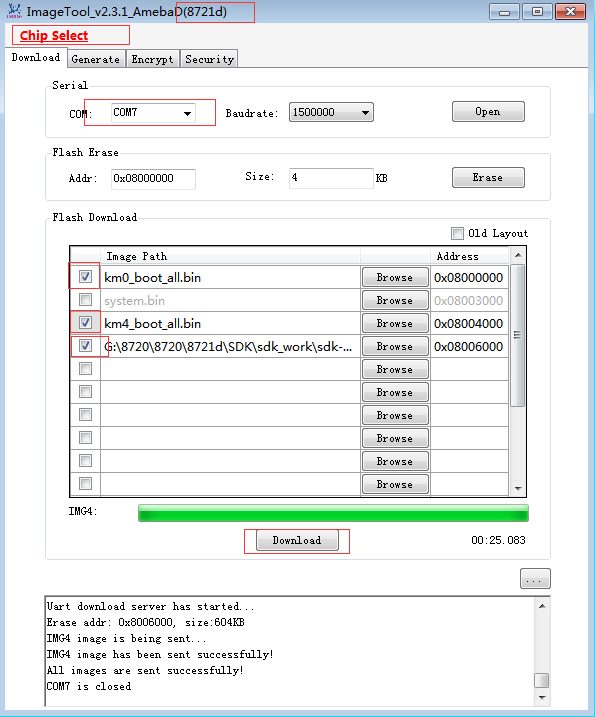 ImageTool_v2.3.1_AmebaD(8721d)
Chip Select
Download Generate Encrypt Security
Serial
COM: COM7 Baudrate: 1500000 Open
Flash Erase
Addr: 0x08000000 Size: 4 KB Erase
Flash Download
Old Layout
Image Path Address
km0_boot_all.bin Browse 0x08000000
system.bin Browse 0x08003000
km4_boot_all.bin Browse 0x08004000
G:\8720\8720\8721d\SDK\sdk_work\sdk-... Browse 0x08006000
Browse
Browse
Browse
Browse
Browse
Browse
IMG4:
Download 00:25.083
...
Uart download server has started...
Erase addr: 0x8006000, size:604KB
IMG4 image is being sent...
IMG4 image has been sent successfully!
All images are sent successfully!
COM7 is closed